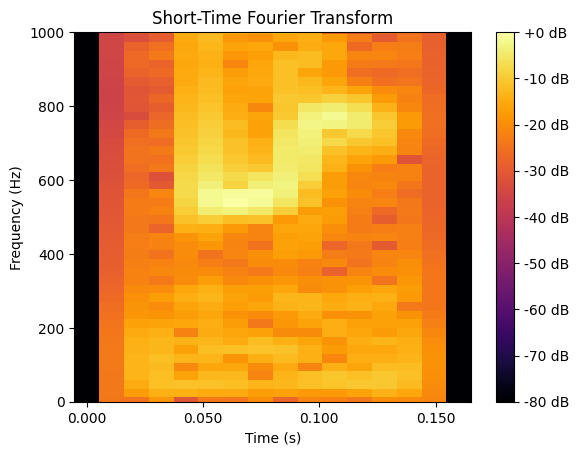 Short-Time Fourier Transform
1000
800
600
400
200
0
Frequency (Hz)
0.000
0.050
0.100
0.150
Time (s)
+0 dB
-10 dB
-20 dB
-30 dB
-40 dB
-50 dB
-60 dB
-70 dB
-80 dB